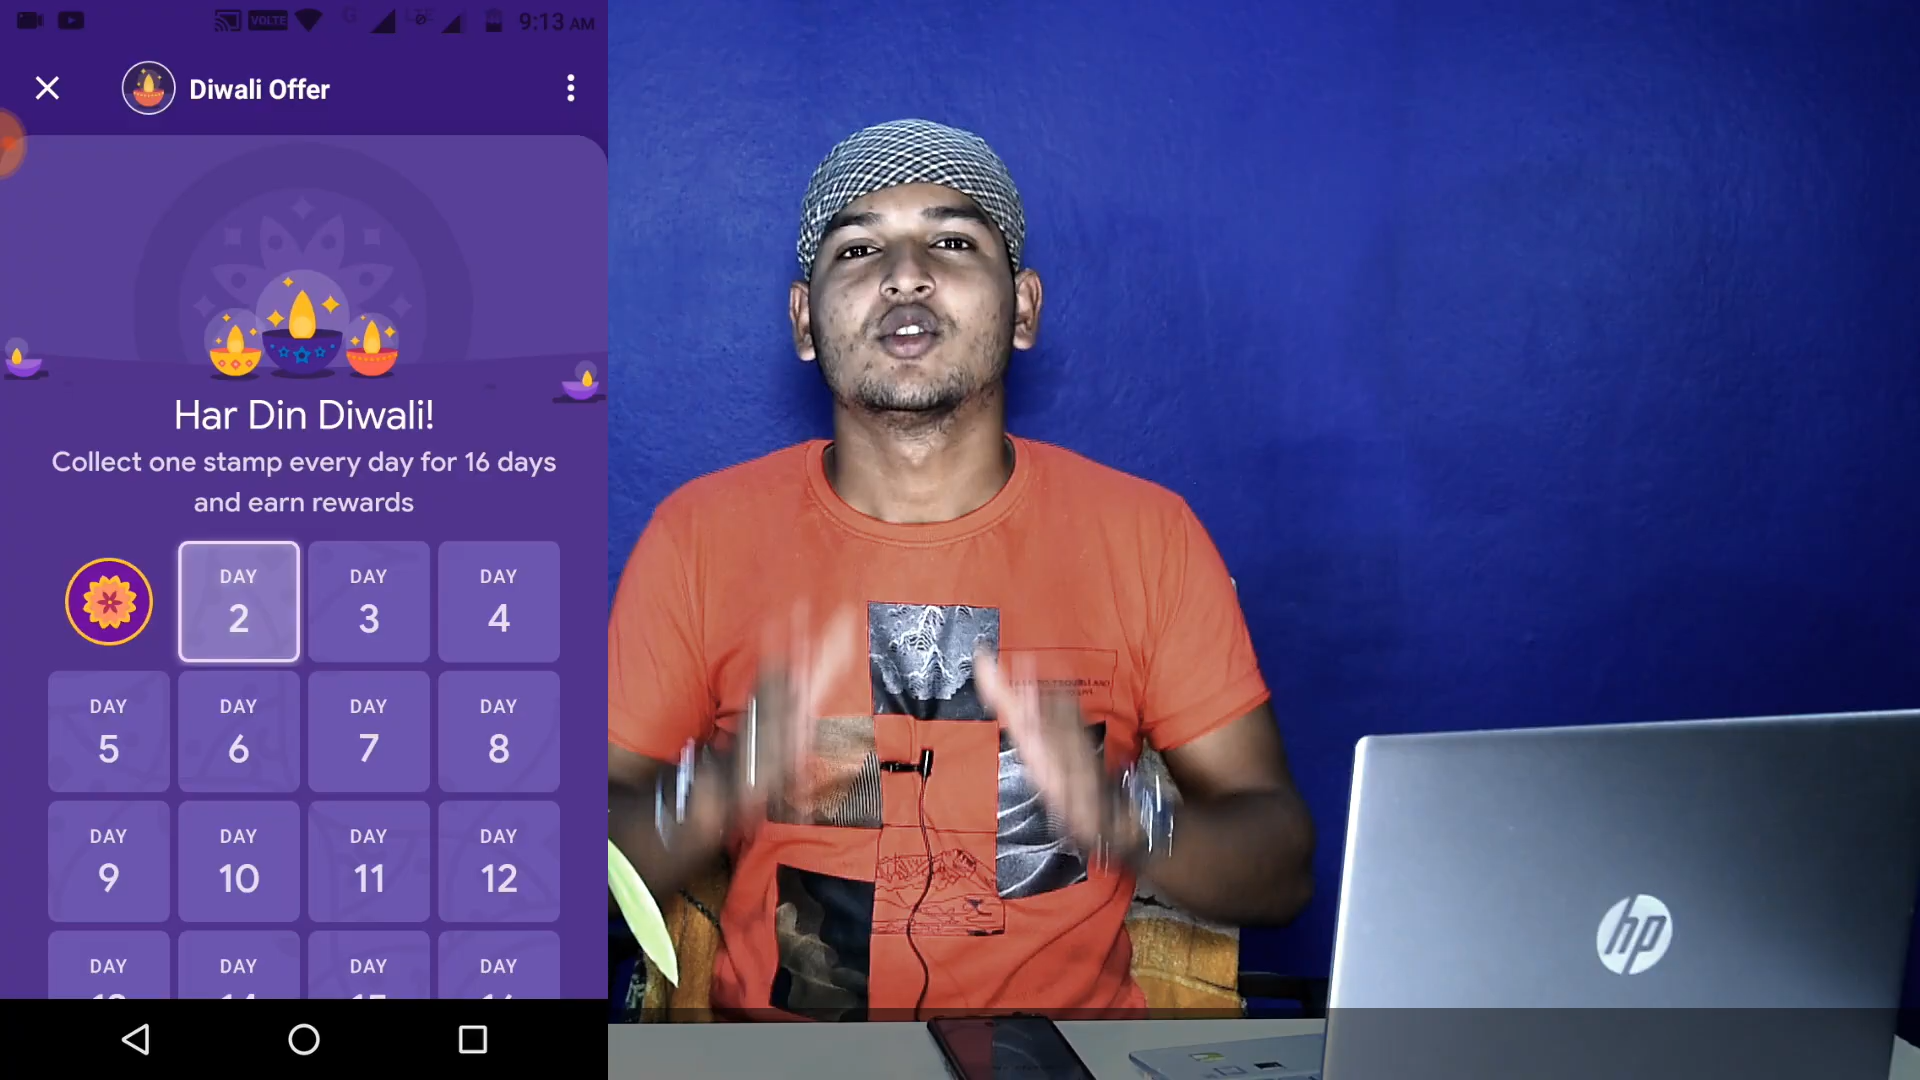 VOLTE
G
LTE
9:13 AM
Diwali Offer
Har Din Diwali!
Collect one stamp every day for 16 days
and earn rewards
DAY
2
DAY
3
DAY
4
DAY
5
DAY
6
DAY
7
DAY
8
DAY
9
DAY
10
DAY
11
DAY
12
DAY
DAY
DAY
DAY
hp